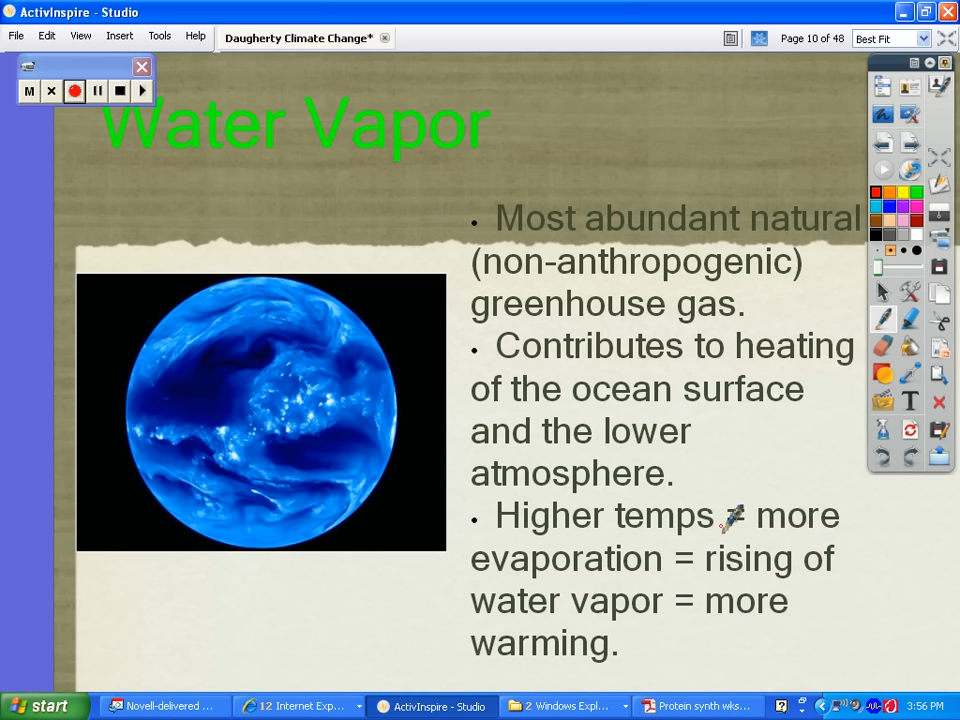 ActivInspire - Studio
File Edit View Insert Tools Help
Daugherty Climate Change*
Page 10 of 48
Best Fit
M
Water Vapor
• Most abundant natural
(non-anthropogenic)
greenhouse gas.
• Contributes to heating
of the ocean surface
and the lower
atmosphere.
• Higher temps = more
evaporation = rising of
water vapor = more
warming.
T
start
Novell-delivered ...
12 Internet Exp...
ActivInspire - Studio
2 Windows Expl...
Protein synth wks...
3:56 PM